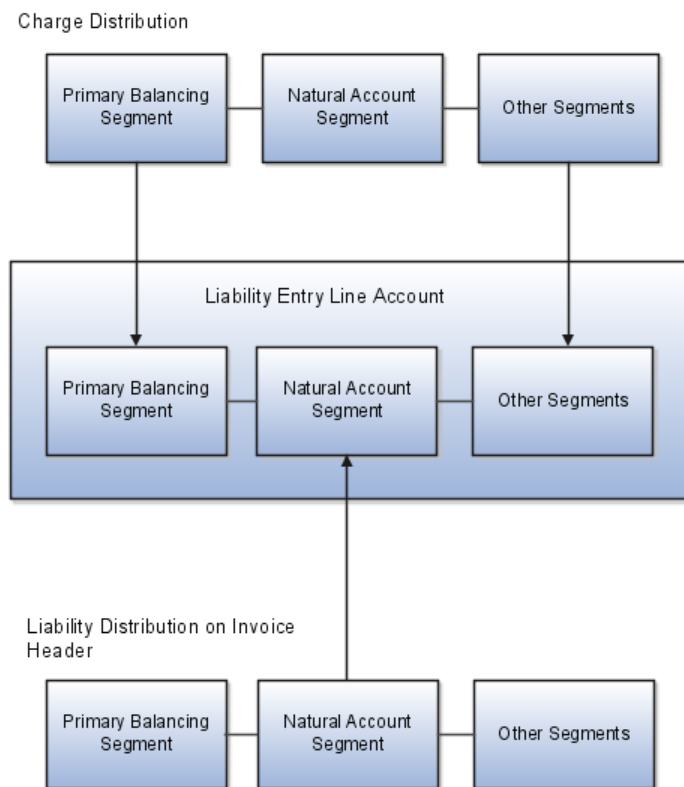 Charge Distribution
Primary Balancing
Segment
Natural Account
Segment
Other Segments
Liability Entry Line Account
Primary Balancing
Segment
Natural Account
Segment
Other Segments
Liability Distribution on Invoice
Header
Primary Balancing
Segment
Natural Account
Segment
Other Segments